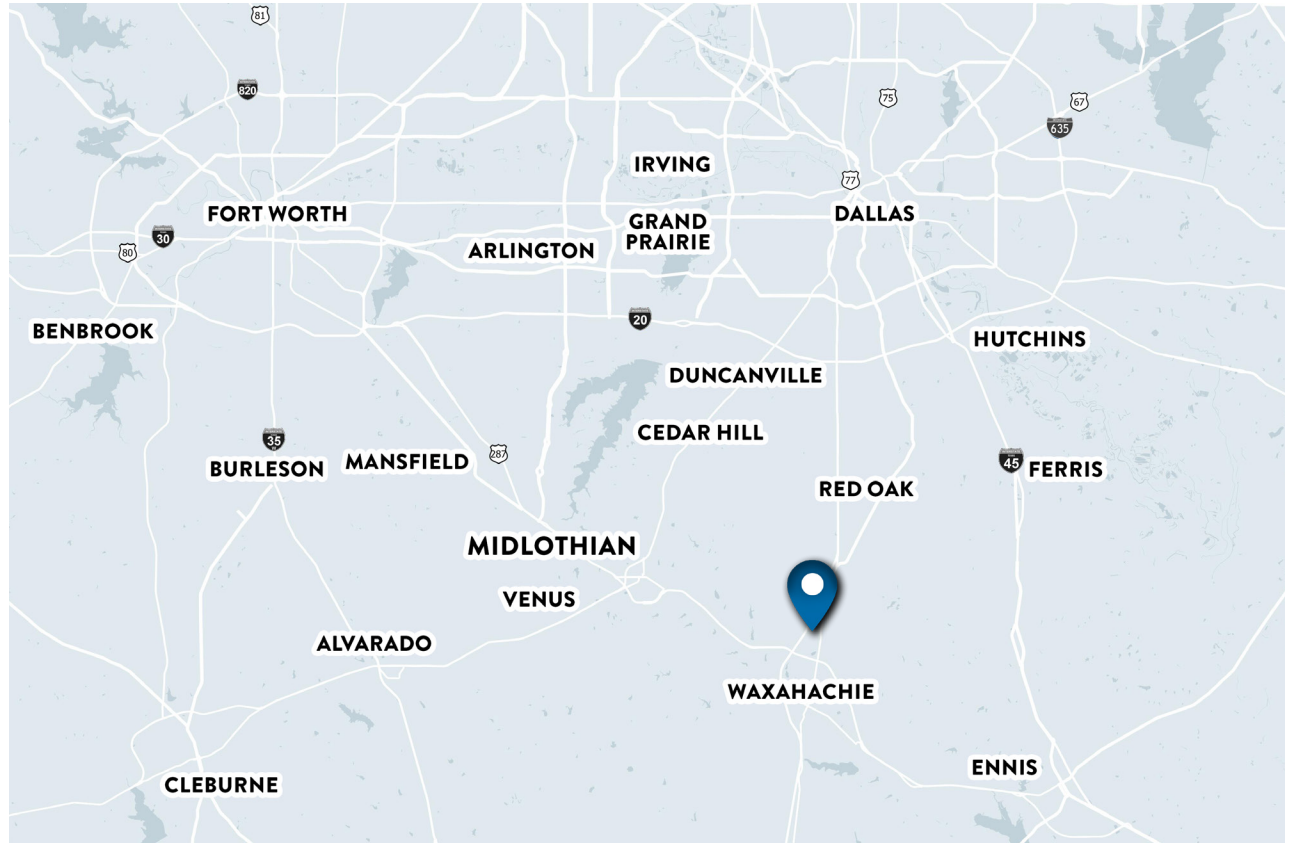 81
820
75
67
635
IRVING
77
FORT WORTH
DALLAS
GRAND
PRAIRIE
30
80
ARLINGTON
20
BENBROOK
HUTCHINS
DUNCANVILLE
CEDAR HILL
35
287
45
BURLESON
MANSFIELD
FERRIS
RED OAK
MIDLOTHIAN
VENUS
ALVARADO
WAXAHACHIE
ENNIS
CLEBURNE